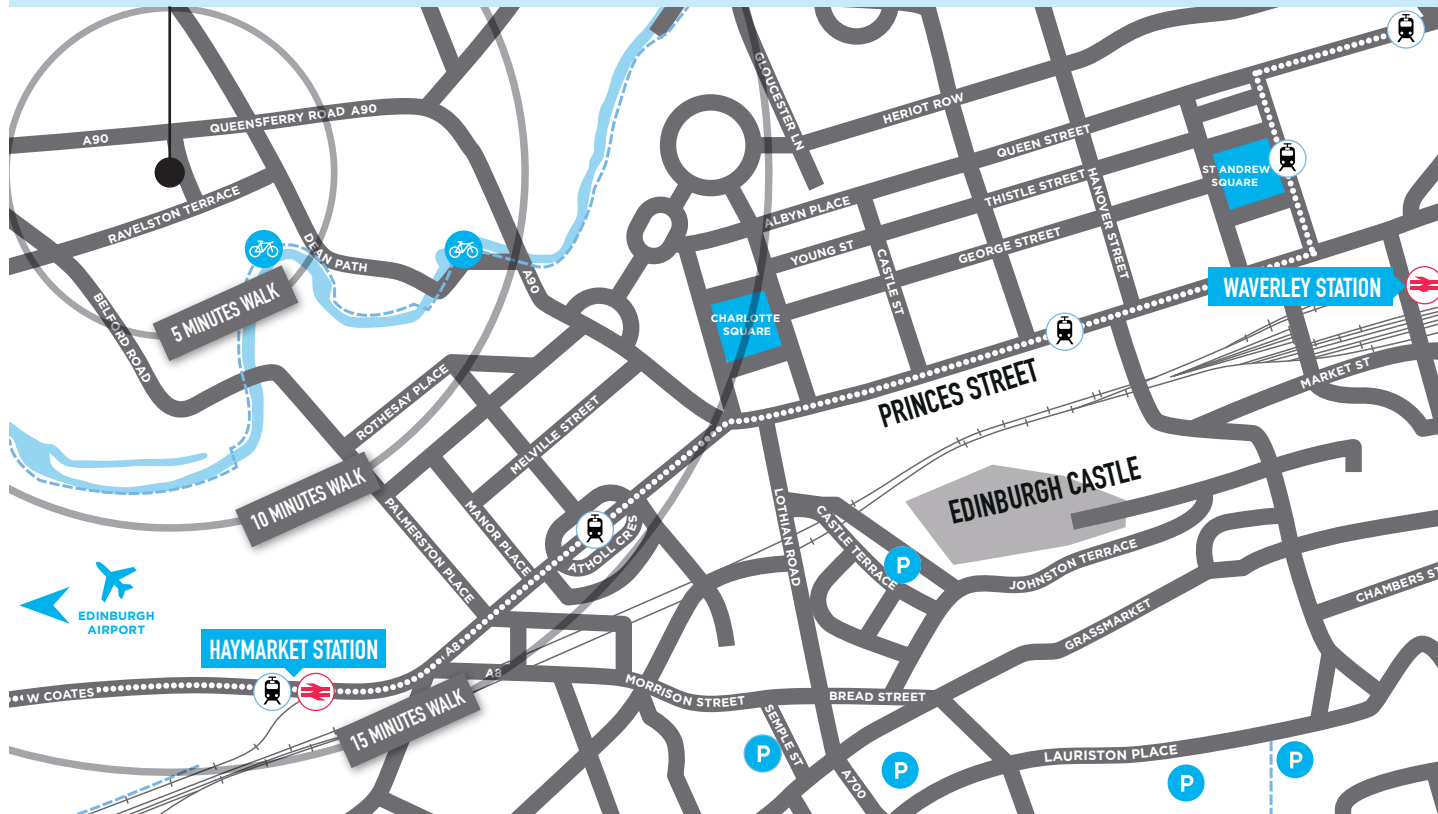 GLOUCESTER LN
HERIOT ROW
A90
QUEENSFERRY ROAD A90
QUEEN STREET
ST ANDREW
SQUARE
THISTLE STREET
HANOVER STREET
RAVELSTON TERRACE
ALBYN PLACE
YOUNG ST
GEORGE STREET
CASTLE ST
DEAN PATH
A90
BELFORD ROAD
5 MINUTES WALK
CHARLOTTE
SQUARE
WAVERLEY STATION
PRINCES STREET
MARKET ST
ROTHESAY PLACE
MELVILLE STREET
10 MINUTES WALK
PALMERSTON PLACE
MANOR PLACE
ATHOLL CRES
LOTHIAN ROAD
CASTLE TERRACE
EDINBURGH CASTLE
P
JOHNSTON TERRACE
GRASSMARKET
CHAMBERS ST
EDINBURGH
AIRPORT
HAYMARKET STATION
W COATES
A8
A8
15 MINUTES WALK
MORRISON STREET
BREAD STREET
SEMPLE ST
A700
LAURISTON PLACE
P
P
P
P